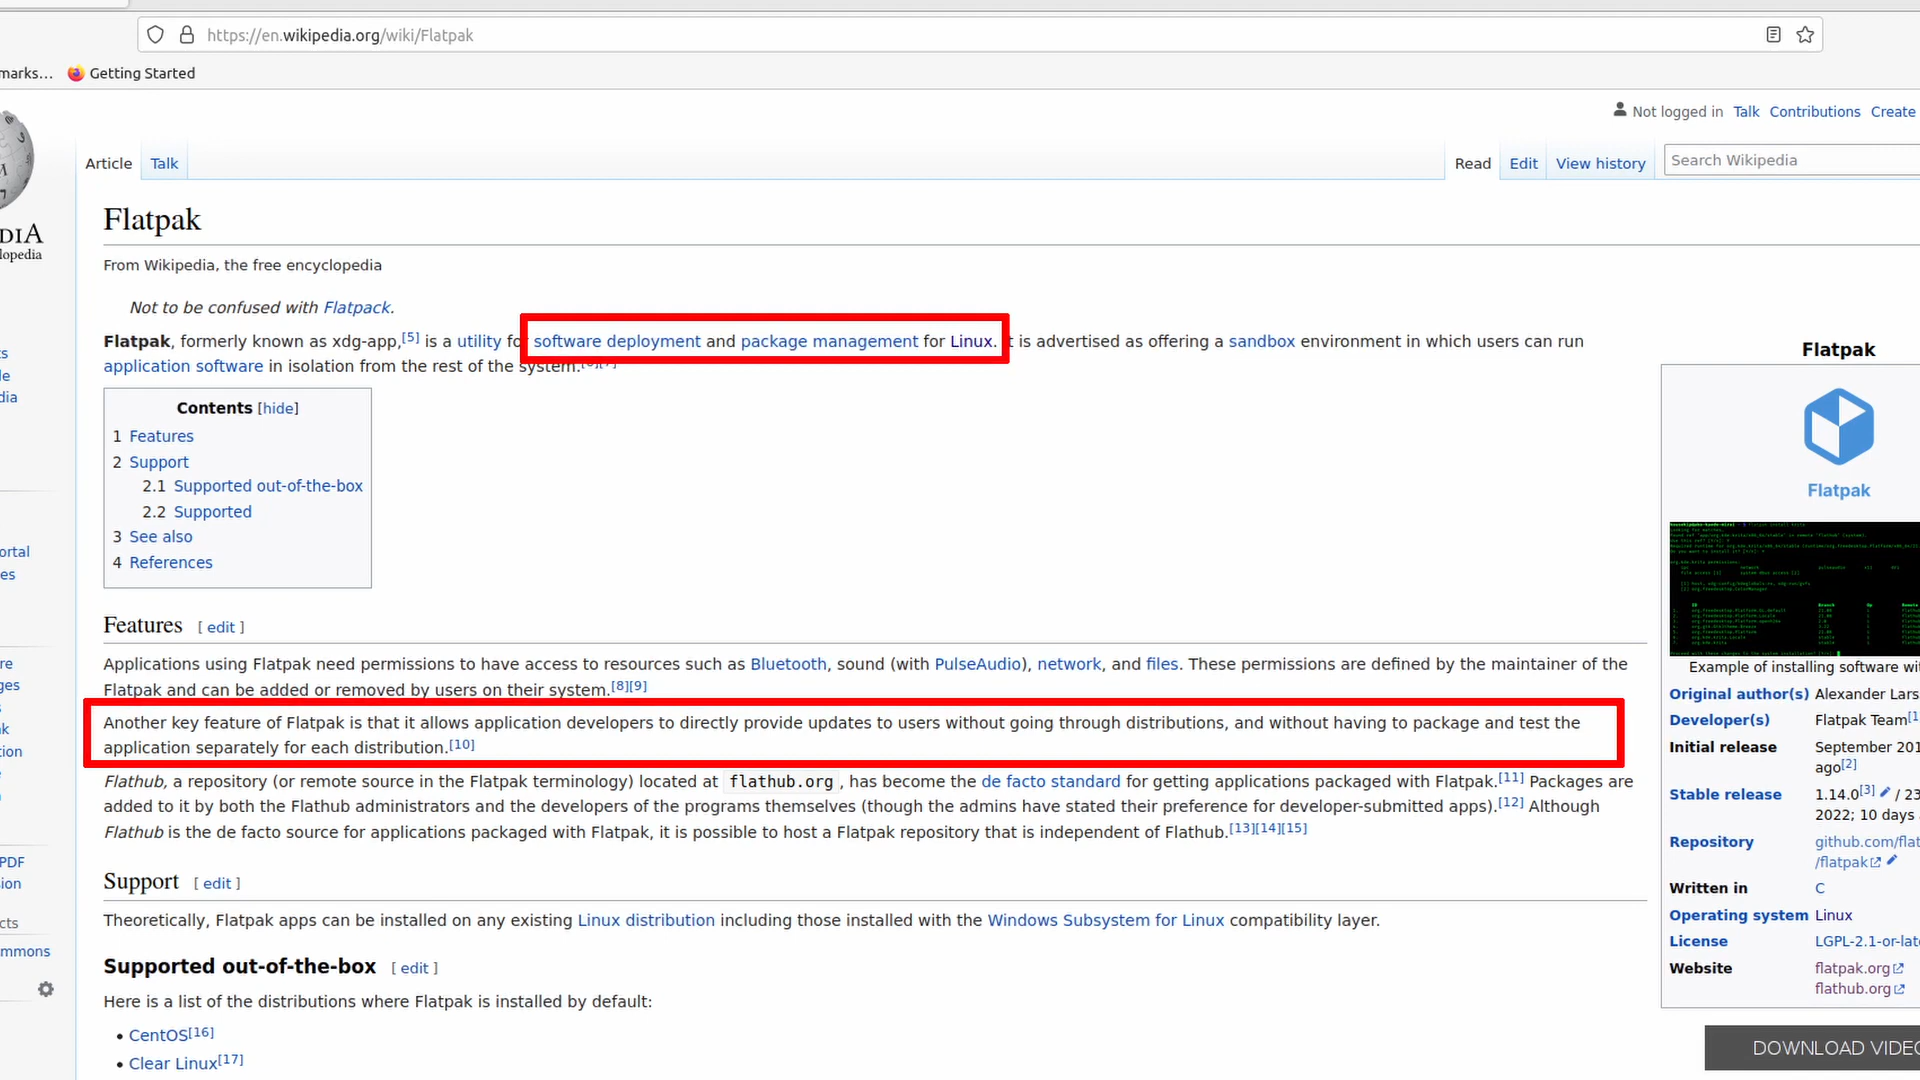 https://en.wikipedia.org/wiki/Flatpak
marks... Getting Started
Not logged in Talk Contributions Create
Article Talk Read Edit View history Search Wikipedia
Flatpak
From Wikipedia, the free encyclopedia
Not to be confused with Flatpack.
Flatpak, formerly known as xdg-app,[5] is a utility for software deployment and package management for Linux. It is advertised as offering a sandbox environment in which users can run
application software in isolation from the rest of the system.
Contents [hide]
1 Features
2 Support
2.1 Supported out-of-the-box
2.2 Supported
3 See also
4 References
Features [ edit ]
Applications using Flatpak need permissions to have access to resources such as Bluetooth, sound (with PulseAudio), network, and files. These permissions are defined by the maintainer of the
Flatpak and can be added or removed by users on their system.[8][9]
Another key feature of Flatpak is that it allows application developers to directly provide updates to users without going through distributions, and without having to package and test the
application separately for each distribution.[10]
Flathub, a repository (or remote source in the Flatpak terminology) located at flathub.org , has become the de facto standard for getting applications packaged with Flatpak.[11] Packages are
added to it by both the Flathub administrators and the developers of the programs themselves (though the admins have stated their preference for developer-submitted apps).[12] Although
Flathub is the de facto source for applications packaged with Flatpak, it is possible to host a Flatpak repository that is independent of Flathub.[13][14][15]
Support [ edit ]
Theoretically, Flatpak apps can be installed on any existing Linux distribution including those installed with the Windows Subsystem for Linux compatibility layer.
Supported out-of-the-box [ edit ]
Here is a list of the distributions where Flatpak is installed by default:
• CentOS[16]
• Clear Linux[17]
Flatpak
Flatpak
Example of installing software wit
Original author(s) Alexander Lars
Developer(s) Flatpak Team[1
Initial release September 201
ago[2]
Stable release 1.14.0[3] / 23
2022; 10 days
Repository github.com/flat
/flatpak
Written in C
Operating system Linux
License LGPL-2.1-or-late
Website flatpak.org
flathub.org
DOWNLOAD VIDEO